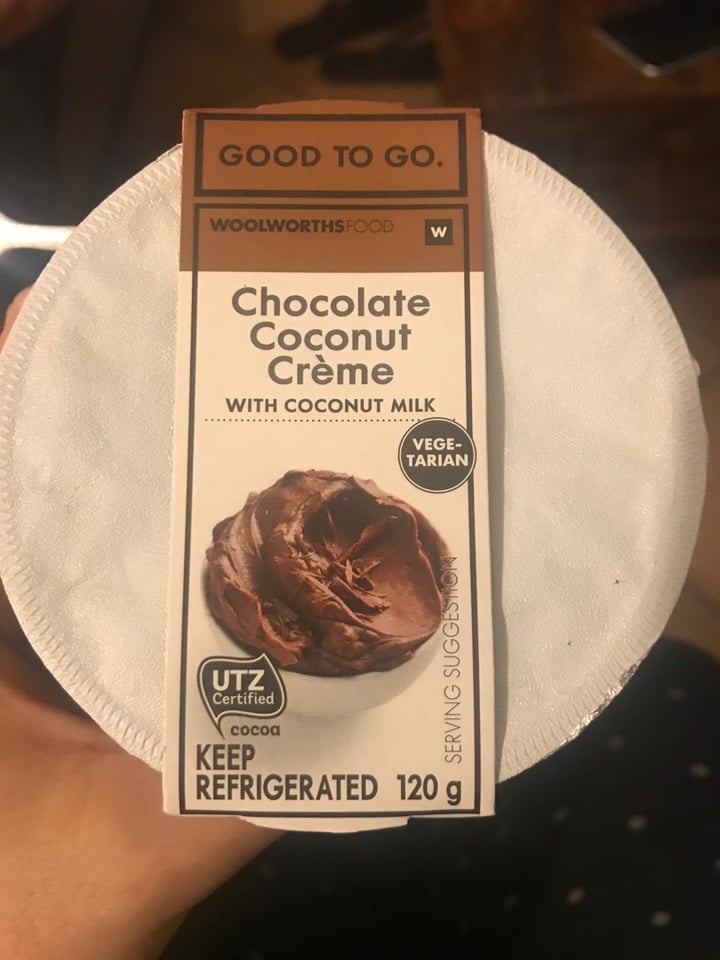 GOOD TO GO.
WOOLWORTHSFOOD W
Chocolate
Coconut
Crème
WITH COCONUT MILK
VEGE-
TARIAN
SERVING SUGGESTION
UTZ
Certified
cocoa
KEEP
REFRIGERATED 120 g